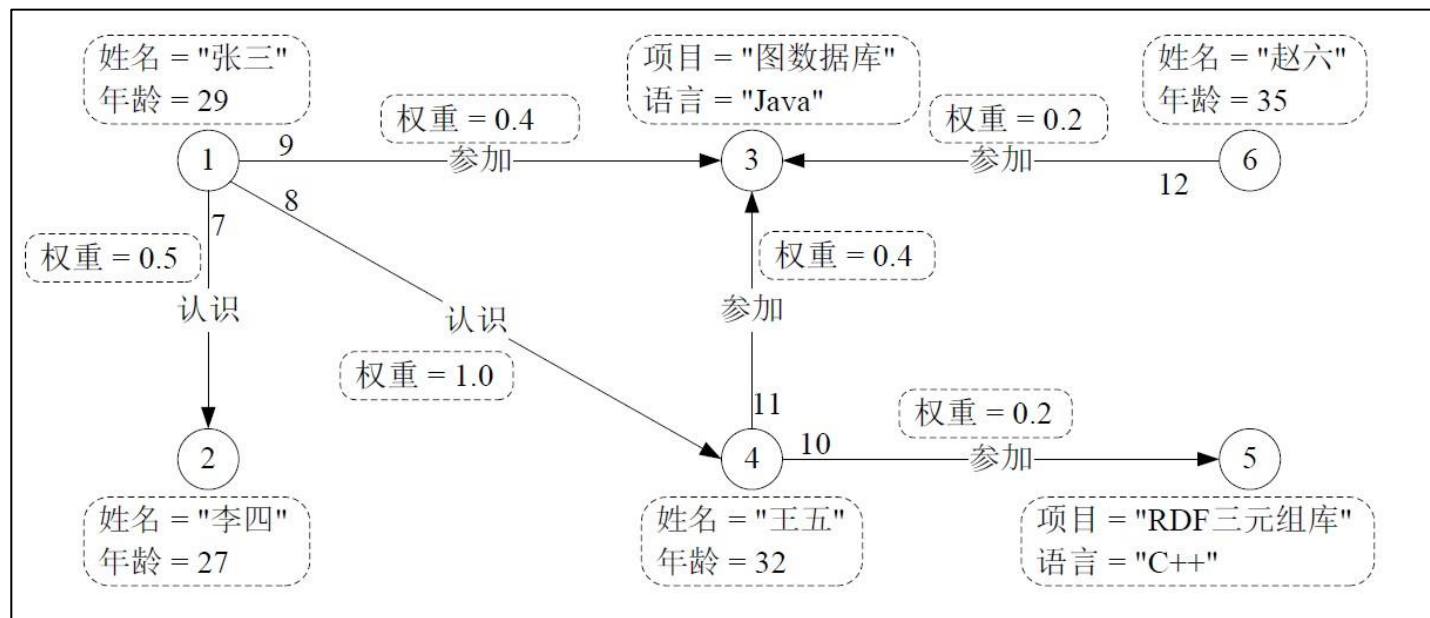 姓名 = "张三"
年龄 = 29
项目 = "图数据库"
语言 = "Java"
姓名 = "赵六"
年龄 = 35
权重 = 0.4
权重 = 0.2
1
9
参加
3
参加
6
12
8
7
权重 = 0.5
权重 = 0.4
认识
认识
参加
权重 = 1.0
11
权重 = 0.2
2
4
10
参加
5
姓名 = "李四"
年龄 = 27
姓名 = "王五"
年龄 = 32
项目 = "RDF三元组库"
语言 = "C++"